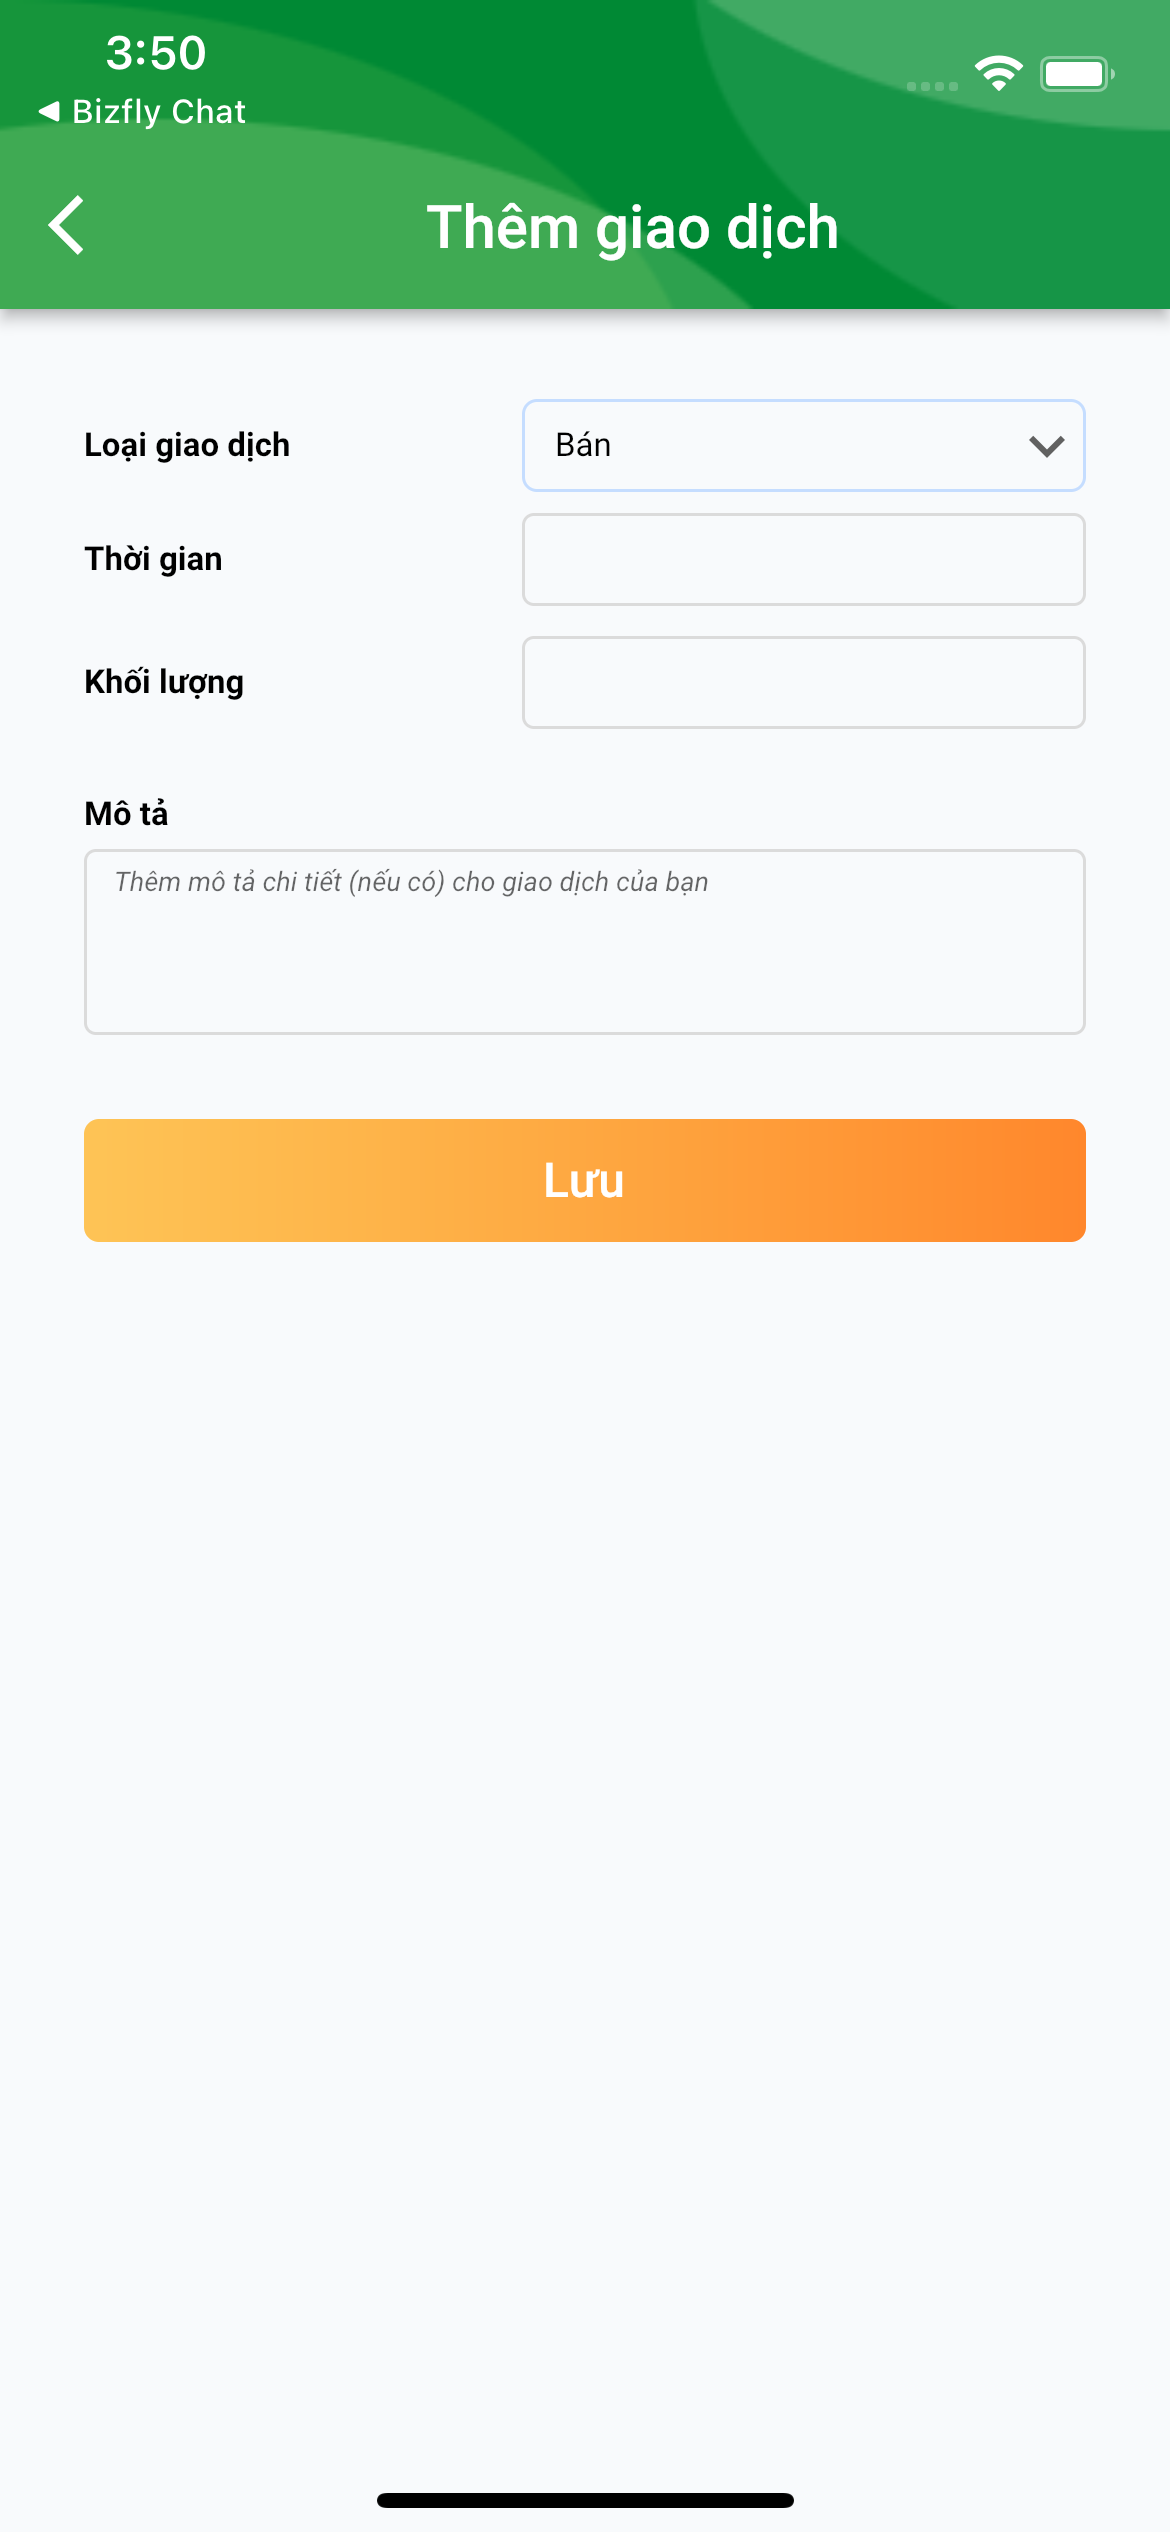 3:50
Bizfly Chat
Thêm giao dịch
Loại giao dịch
Bán
Thời gian
Khối lượng
Mô tả
Thêm mô tả chi tiết (nếu có) cho giao dịch của bạn
Lưu